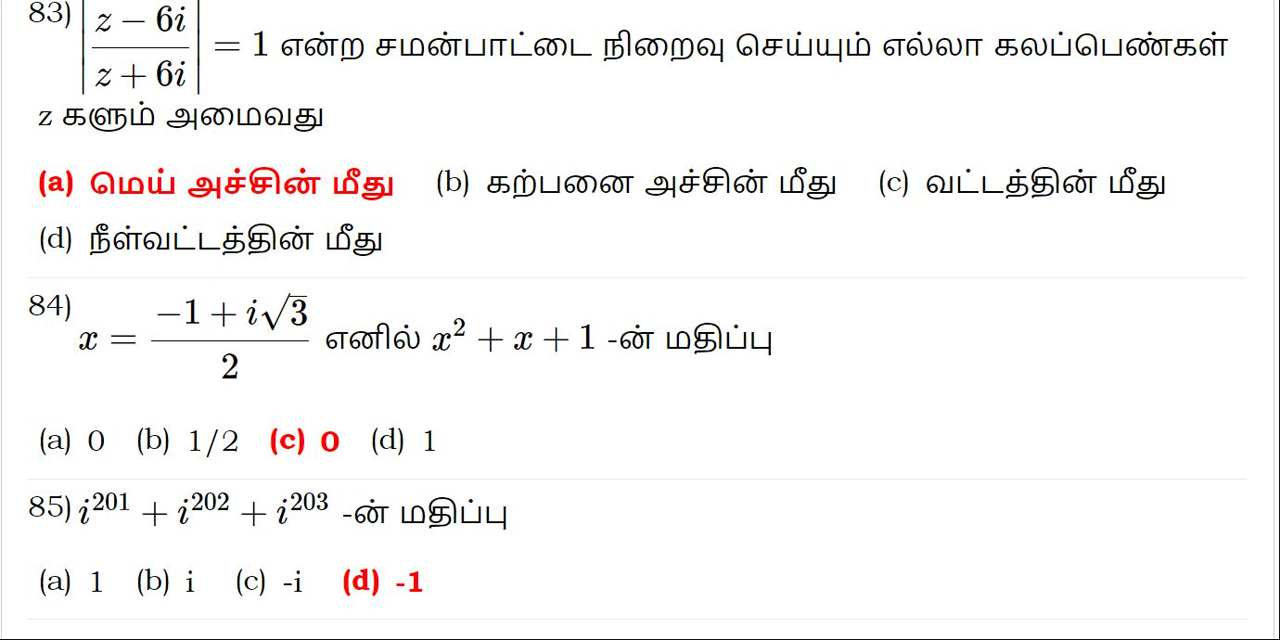 83) |z − 6i / z + 6i| = 1 என்ற சமன்பாட்டை நிறைவு செய்யும் எல்லா கலப்பெண்கள்
z களும் அமைவது
(a) மெய் அச்சின் மீது (b) கற்பனை அச்சின் மீது (c) வட்டத்தின் மீது
(d) நீள்வட்டத்தின் மீது
84) x = −1 + i√3 / 2 எனில் x² + x + 1 -ன் மதிப்பு
(a) 0 (b) 1/2 (c) 0 (d) 1
85) i²⁰¹ + i²⁰² + i²⁰³ -ன் மதிப்பு
(a) 1 (b) i (c) -i (d) -1